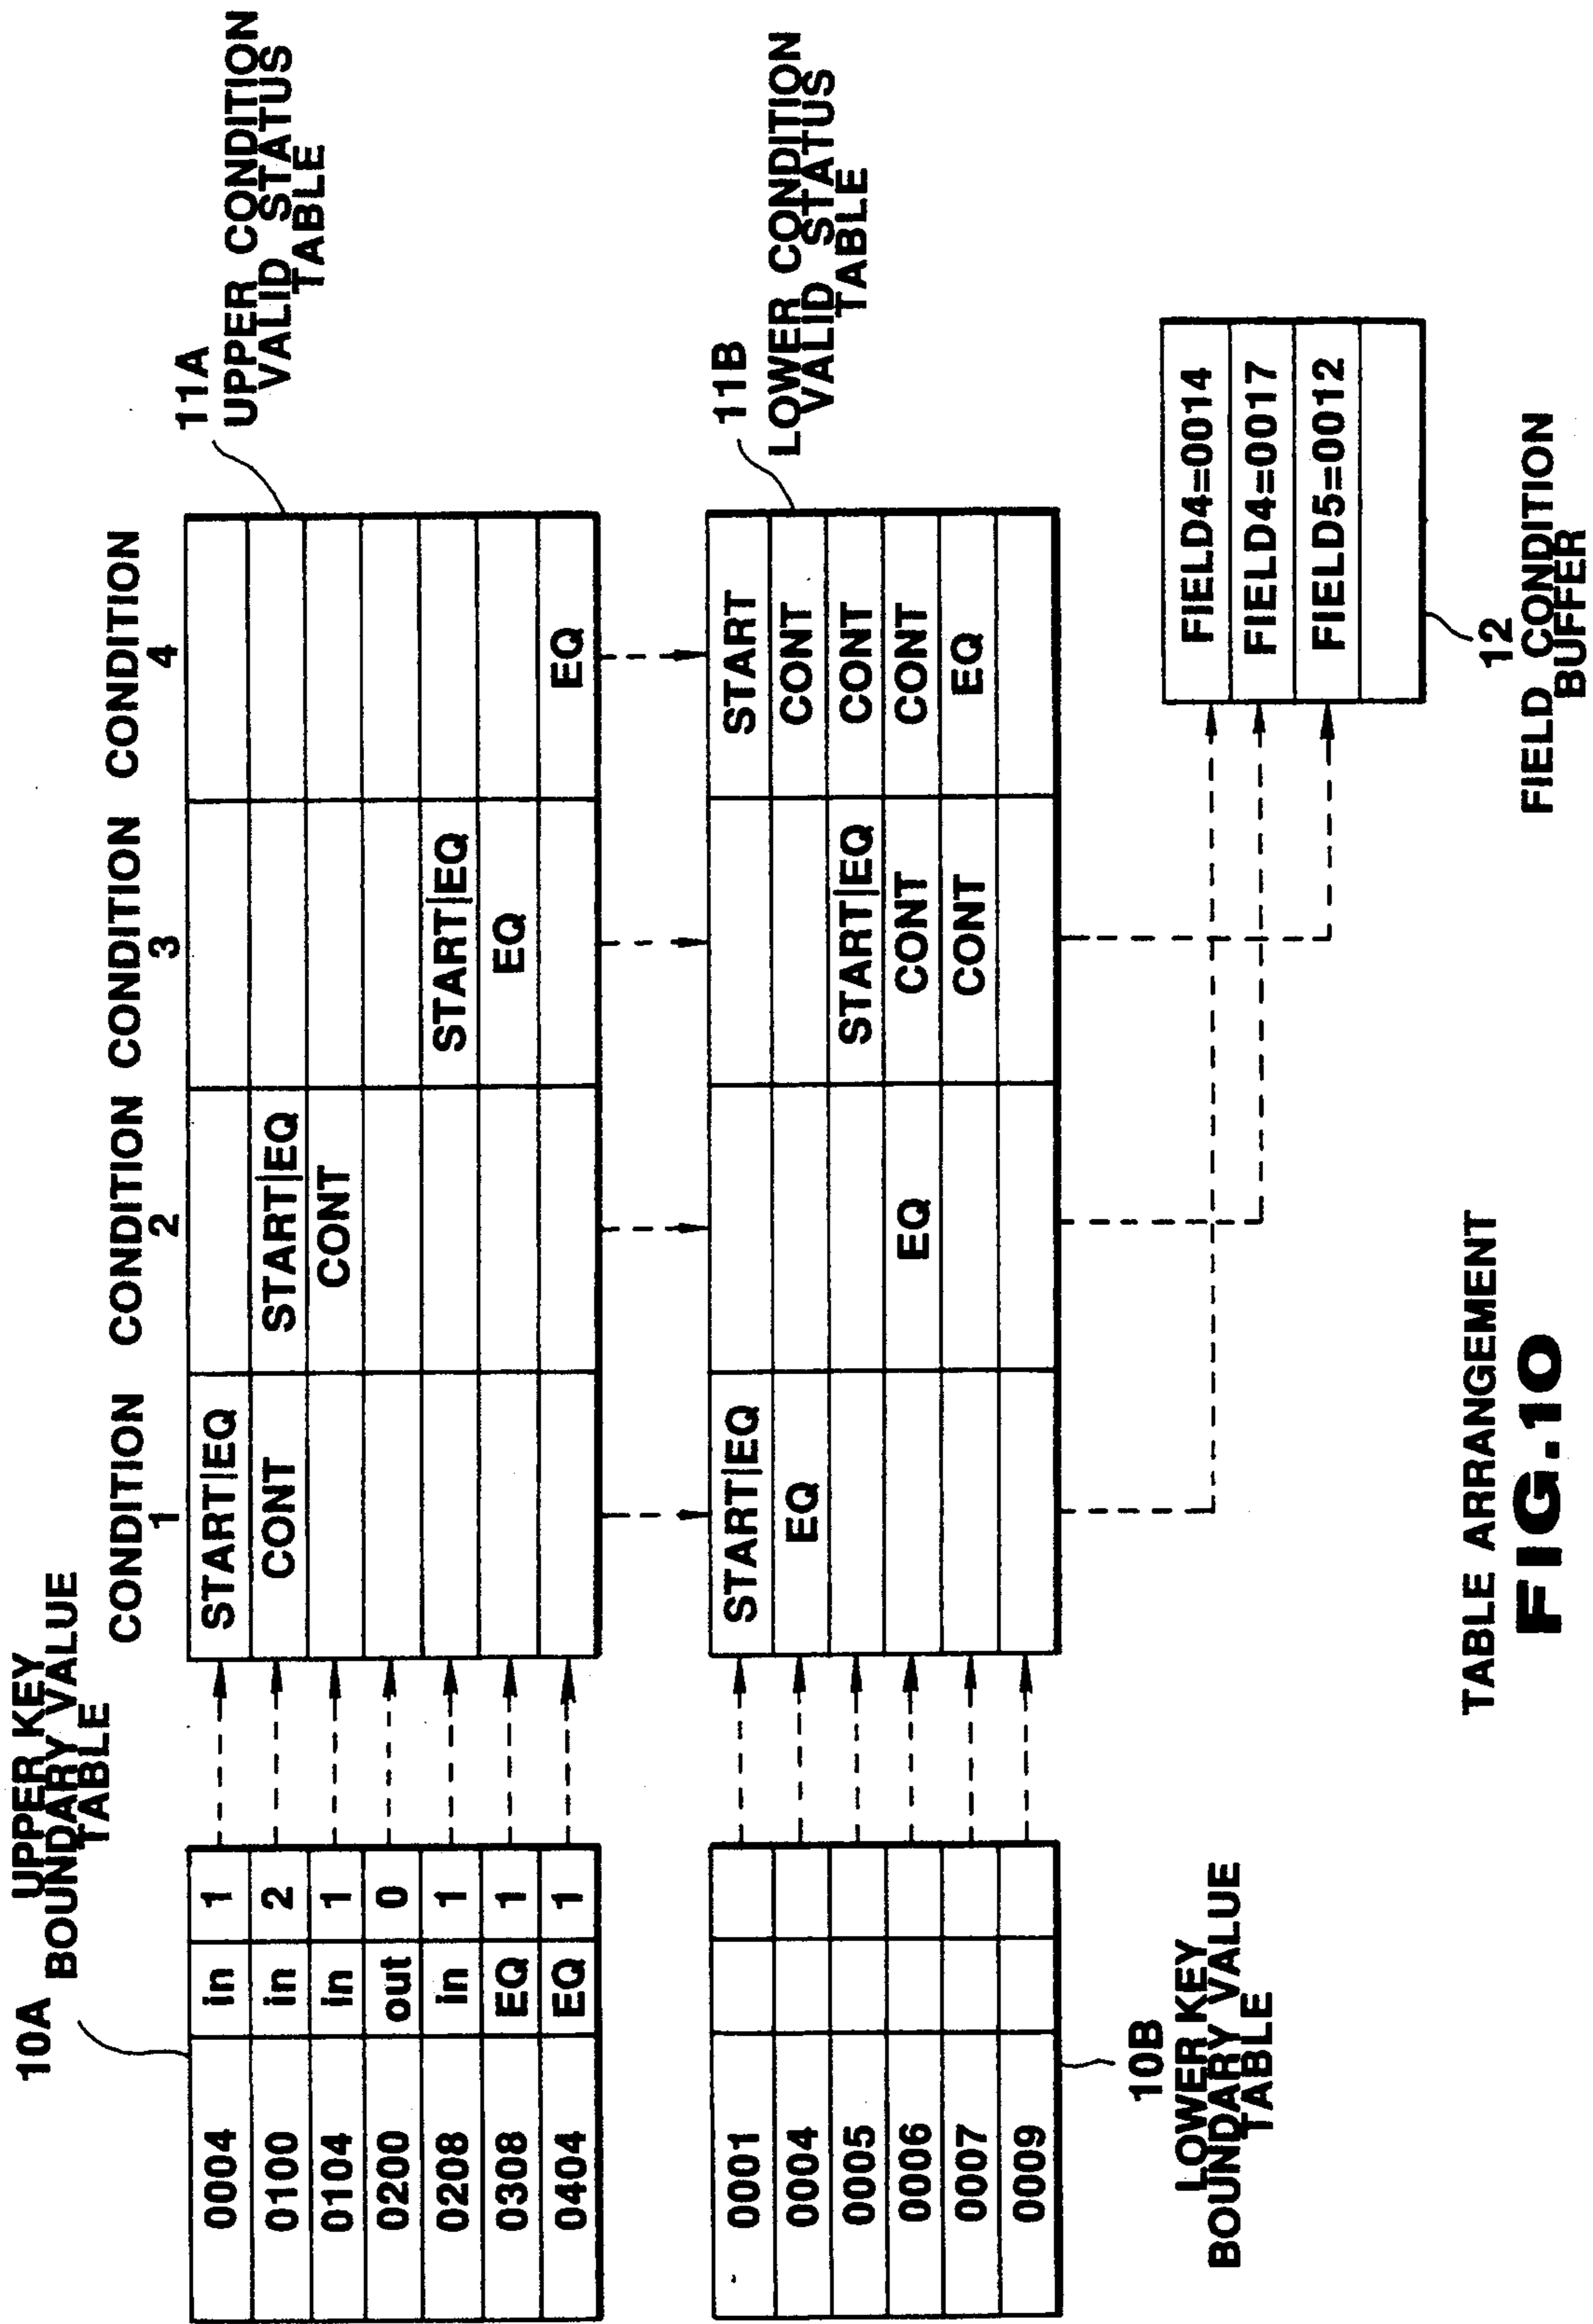 UPPER KEY
10A BOUNDARY VALUE
TABLE
CONDITION CONDITION CONDITION CONDITION
1 2 3 4
11A
UPPER CONDITION
VALID STATUS
TABLE
0004 in 1 START|EQ
0100 in 2 CONT START|EQ
0104 in 1 CONT
0200 out 0
0208 in 1 START|EQ
0308 EQ 1 EQ
0404 EQ 1 EQ
11B
LOWER CONDITION
VALID STATUS
TABLE
0001 START|EQ START
0004 EQ CONT
0005 START|EQ CONT
0006 EQ CONT CONT
0007 CONT EQ
0009
10B
LOWER KEY
BOUNDARY VALUE
TABLE
FIELD4=0014
FIELD4=0017
FIELD5=0012
12
FIELD CONDITION
BUFFER
TABLE ARRANGEMENT
FIG.10